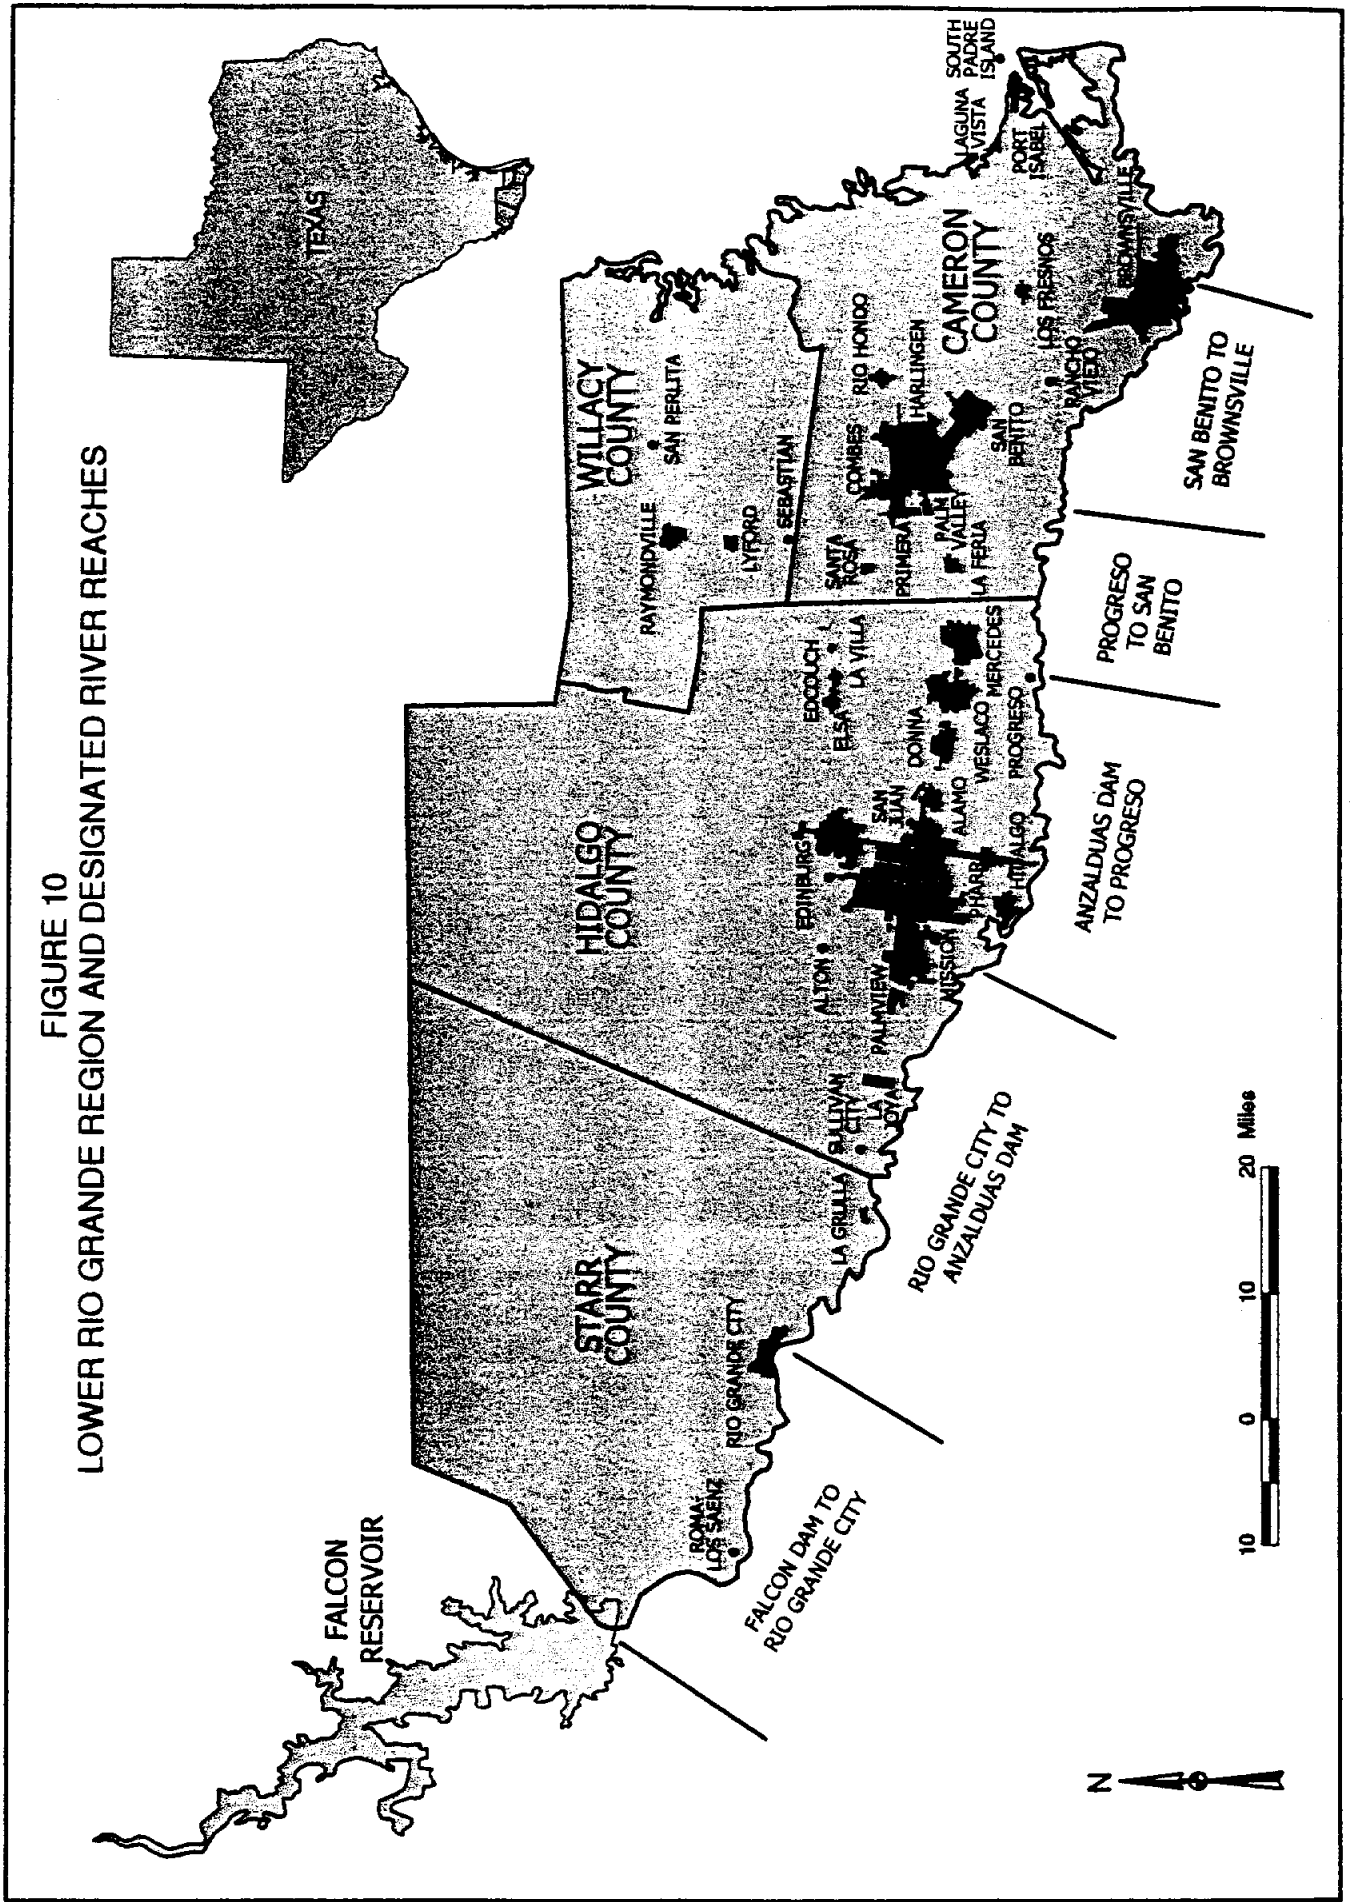 FIGURE 10
LOWER RIO GRANDE REGION AND DESIGNATED RIVER REACHES
TEXAS
FALCON
RESERVOIR
STARR
COUNTY
HIDALGO
COUNTY
WILLACY
COUNTY
CAMERON
COUNTY
ROMA-
LOS SAENZ
RIO GRANDE CITY
LA GRULLA
SULLIVAN
CITY
LA
JOYA
PALMVIEW
ALTON
MISSION
EDINBURG
PHARR
HIDALGO
SAN
JUAN
ALAMO
DONNA
WESLACO
PROGRESO
MERCEDES
ELSA
EDCOUCH
LA VILLA
RAYMONDVILLE
LYFORD
SAN PERLITA
SEBASTIAN
SANTA
ROSA
PRIMERA
LA FERIA
PALM
VALLEY
COMBES
HARLINGEN
RIO HONDO
SAN
BENITO
LOS FRESNOS
RANCHO
VIEJO
BROWNSVILLE
LAGUNA
VISTA
PORT
ISABEL
SOUTH
PADRE
ISLAND
FALCON DAM TO
RIO GRANDE CITY
RIO GRANDE CITY TO
ANZALDUAS DAM
ANZALDUAS DAM
TO PROGRESO
PROGRESO
TO SAN
BENITO
SAN BENITO TO
BROWNSVILLE
N
10 0 10 20 Miles